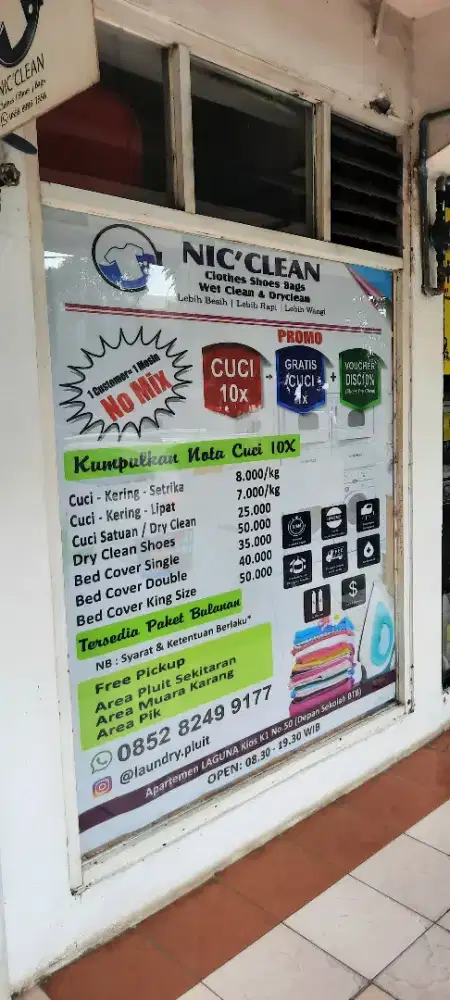 NIC'CLEAN
NIC'CLEAN
Clothes Shoes Bags
Wet Clean & Dryclean
Lebih Besih | Lebih Rapi | Lebih Wangi
PROMO
1 Customer= 1 Mesin
No Mix
CUCI
10x
+
GRATIS
CUCI
1x
+
VOUCHER
DISC10%
Kumpulkan Nota Cuci 10X
Cuci - Kering - Setrika 8.000/kg
Cuci - Kering - Lipat 7.000/kg
Cuci Satuan / Dry Clean 25.000
Dry Clean Shoes 50.000
Bed Cover Single 35.000
Bed Cover Double 40.000
Bed Cover King Size 50.000
Tersedia Paket Bulanan
NB : Syarat & Ketentuan Berlaku*
Free Pickup
Area Pluit Sekitaran
Area Muara Karang
Area Pik
0852 8249 9177
@laundry.pluit
Apartemen LAGUNA Kios K1 No 50 (Depan Sekolah BTB)
OPEN: 08.30 - 19.30 WIB